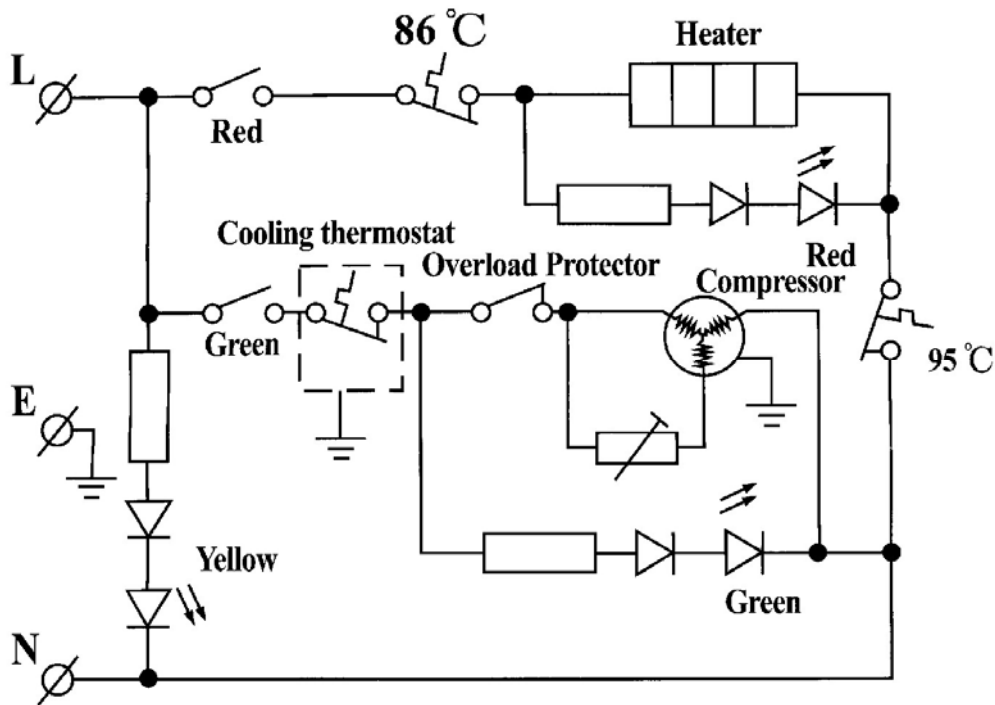 86℃
Heater
L
Red
Cooling thermostat
Overload Protector
Red
Compressor
Green
95℃
E
Yellow
Green
N